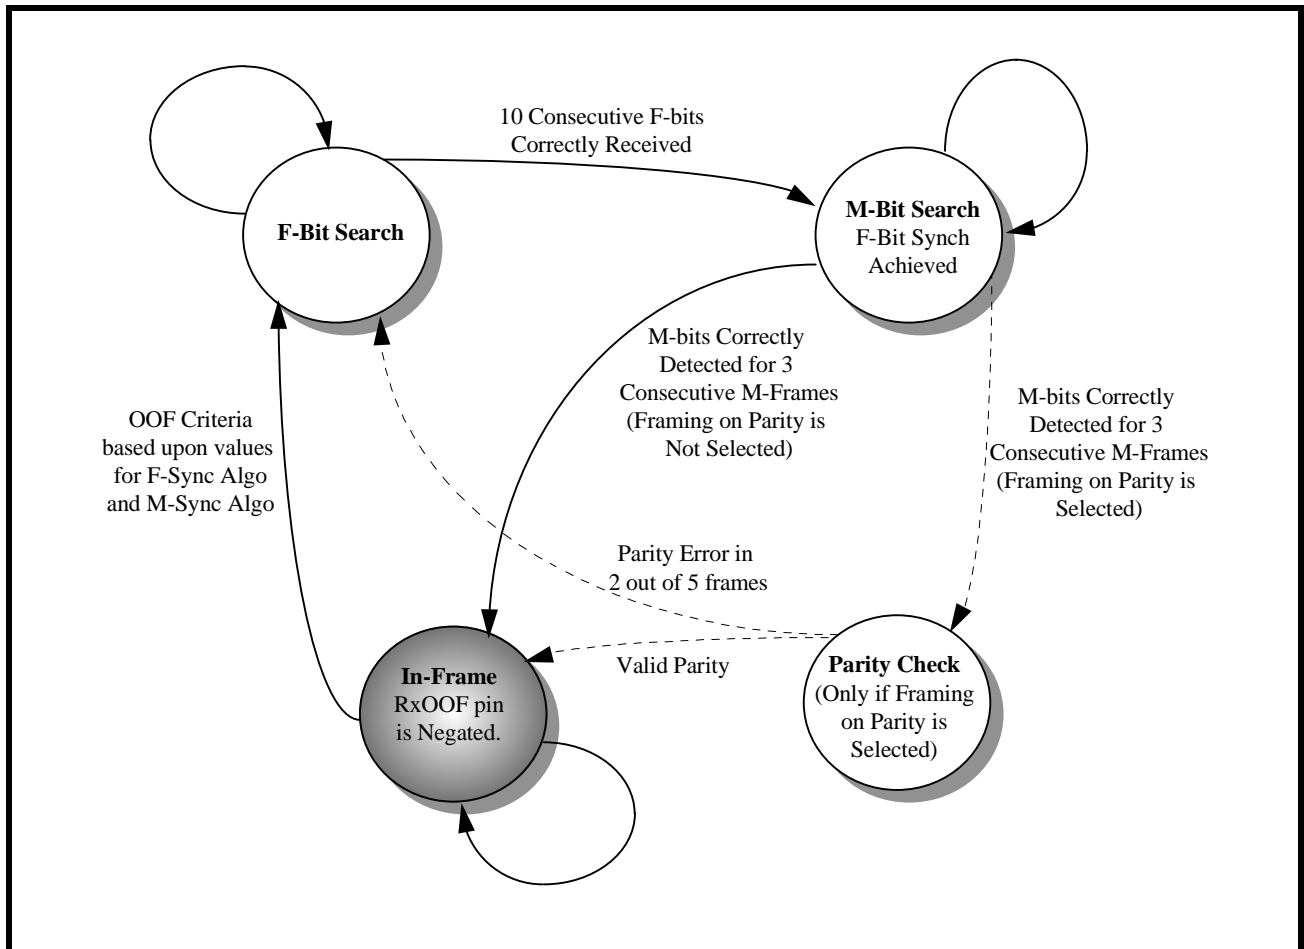 10 Consecutive F-bits
Correctly Received
F-Bit Search
M-Bit Search
F-Bit Synch
Achieved
M-bits Correctly
Detected for 3
Consecutive M-Frames
(Framing on Parity is
Not Selected)
M-bits Correctly
Detected for 3
Consecutive M-Frames
(Framing on Parity is
Selected)
OOF Criteria
based upon values
for F-Sync Algo
and M-Sync Algo
Parity Error in
2 out of 5 frames
Valid Parity
In-Frame
RxOOF pin
is Negated.
Parity Check
(Only if Framing
on Parity is
Selected)